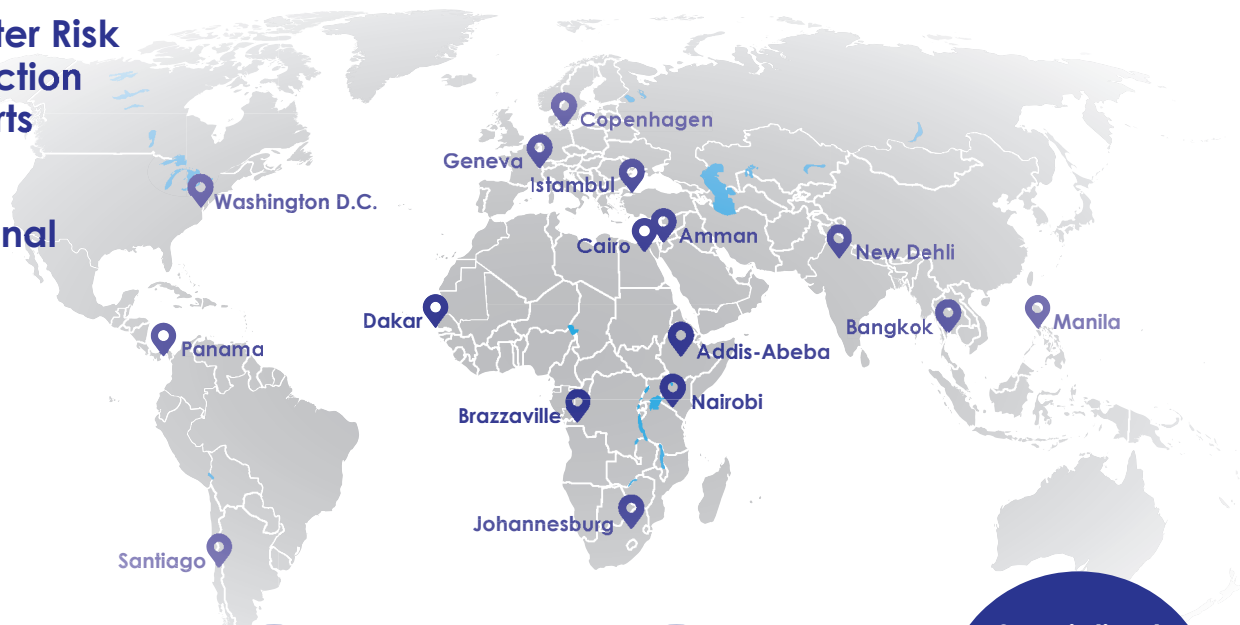 ter Risk
ction
rts
nal
Copenhagen
Geneva
Istambul
Washington D.C.
Amman
Cairo
New Dehli
Dakar
Bangkok
Manila
Panama
Addis-Abeba
Nairobi
Brazzaville
Johannesburg
Santiago